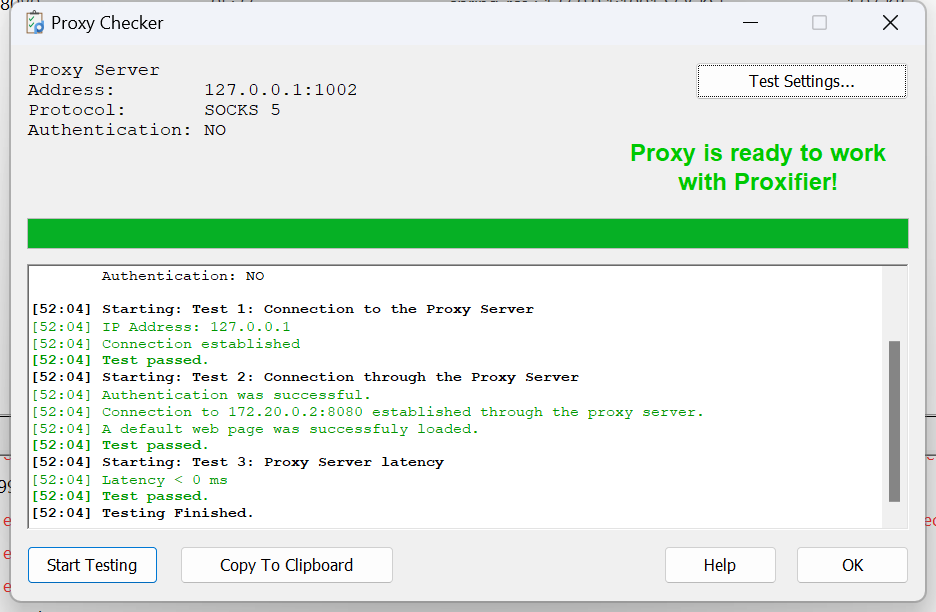 Proxy Checker
Proxy Server
Address: 127.0.0.1:1002
Protocol: SOCKS 5
Authentication: NO
Test Settings...
Proxy is ready to work
with Proxifier!
Authentication: NO
[52:04] Starting: Test 1: Connection to the Proxy Server
[52:04] IP Address: 127.0.0.1
[52:04] Connection established
[52:04] Test passed.
[52:04] Starting: Test 2: Connection through the Proxy Server
[52:04] Authentication was successful.
[52:04] Connection to 172.20.0.2:8080 established through the proxy server.
[52:04] A default web page was successfuly loaded.
[52:04] Test passed.
[52:04] Starting: Test 3: Proxy Server latency
[52:04] Latency < 0 ms
[52:04] Test passed.
[52:04] Testing Finished.
Start Testing
Copy To Clipboard
Help
OK